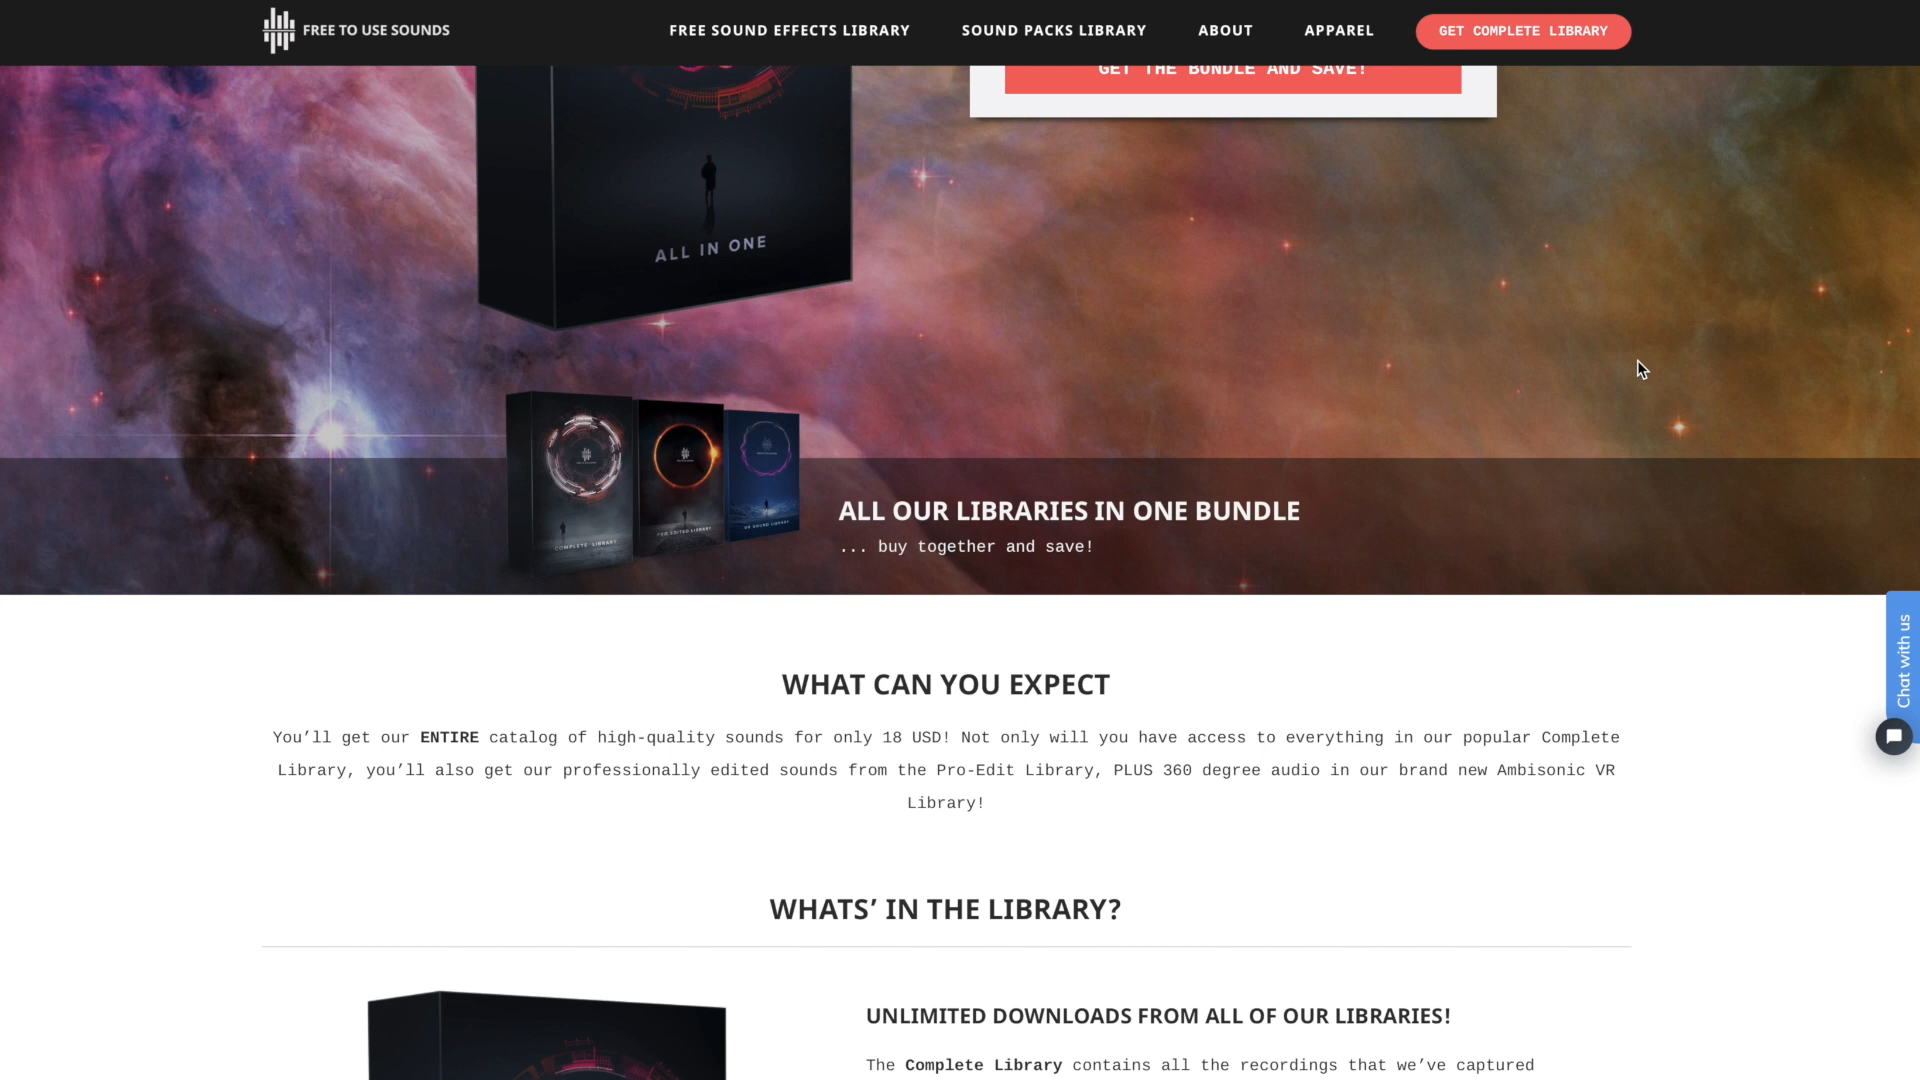 FREE TO USE SOUNDS
FREE SOUND EFFECTS LIBRARY
SOUND PACKS LIBRARY
ABOUT
APPAREL
GET COMPLETE LIBRARY
GET THE BUNDLE AND SAVE!
ALL IN ONE
COMPLETE LIBRARY
PRO EDITED LIBRARY
VR SOUND LIBRARY
ALL OUR LIBRARIES IN ONE BUNDLE
... buy together and save!
Chat with us
WHAT CAN YOU EXPECT
You’ll get our ENTIRE catalog of high-quality sounds for only 18 USD! Not only will you have access to everything in our popular Complete
Library, you’ll also get our professionally edited sounds from the Pro-Edit Library, PLUS 360 degree audio in our brand new Ambisonic VR
Library!
WHATS’ IN THE LIBRARY?
UNLIMITED DOWNLOADS FROM ALL OF OUR LIBRARIES!
The Complete Library contains all the recordings that we’ve captured